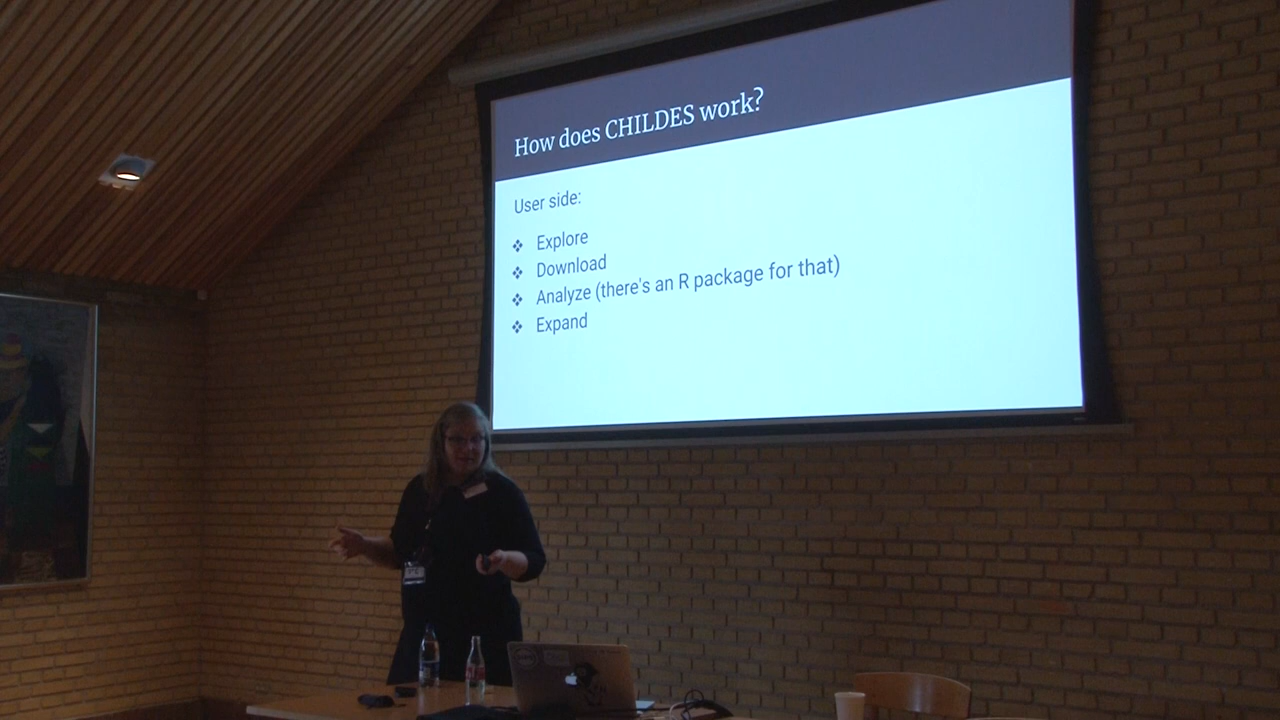 How does CHILDES work?
User side:
❖ Explore
❖ Download
❖ Analyze (there's an R package for that)
❖ Expand